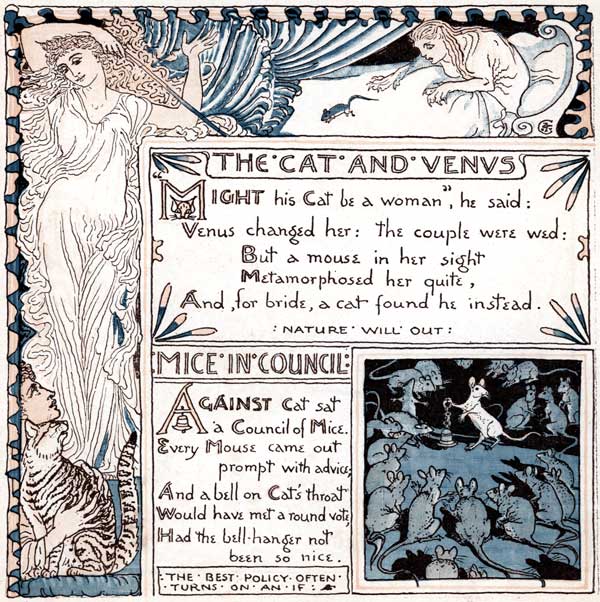 THE·CAT·AND·VENVS
"MIGHT his Cat be a woman", he said:
Venus changed her: the couple were wed:
But a mouse in her sight
Metamorphosed her quite,
And, for bride, a cat found he instead.
:NATURE·WILL·OUT:
·MICE·IN·COUNCIL:
AGAINST Cat sat
a Council of Mice.
Every Mouse came out
prompt with advice;
And a bell on Cat's throat
Would have met a round vote,
Had the bell-hanger not
been so nice.
:THE·BEST·POLICY·OFTEN·
·TURNS·ON·AN·IF: